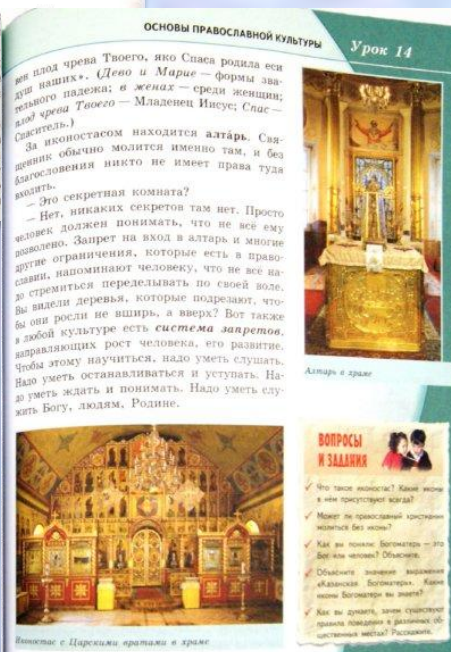 ОСНОВЫ ПРАВОСЛАВНОЙ КУЛЬТУРЫ
Урок 14
вен плод чрева Твоего, яко Спаса родила еси
душ наших». (Дево и Марие — формы зва-
тельного падежа; в женах — среди женщин;
плод чрева Твоего — Младенец Иисус; Спас —
Спаситель.)
За иконостасом находится алтарь. Свя-
щенник обычно молится именно там, и без
благословения никто не имеет права туда
входить.
— Это секретная комната?
— Нет, никаких секретов там нет. Просто
человек должен понимать, что не всё ему
позволено. Запрет на вход в алтарь и многие
другие ограничения, которые есть в право-
славии, напоминают человеку, что не все на-
до стремиться переделывать по своей воле.
Вы видели деревья, которые подрезают, что-
бы они росли не вширь, а вверх? Вот также
в любой культуре есть система запретов,
направляющих рост человека, его развитие.
Чтобы этому научиться, надо уметь слушать.
Надо уметь останавливаться и уступать. На-
до уметь ждать и понимать. Надо уметь слу-
жить Богу, людям, Родине.
Алтарь в храме
Иконостас с Царскими вратами в храме
ВОПРОСЫ
И ЗАДАНИЯ
Что такое иконостас? Какие иконы
в нём присутствуют всегда?
Может ли православный христианин
молиться без иконы?
Как вы поняли: Богоматерь — это
Бог или человек? Объясните.
Объясните значение выражения
«Казанская Богоматерь». Какие
иконы Богоматери вы знаете?
Как вы думаете, зачем существуют
правила поведения в различных об-
щественных местах? Расскажите.